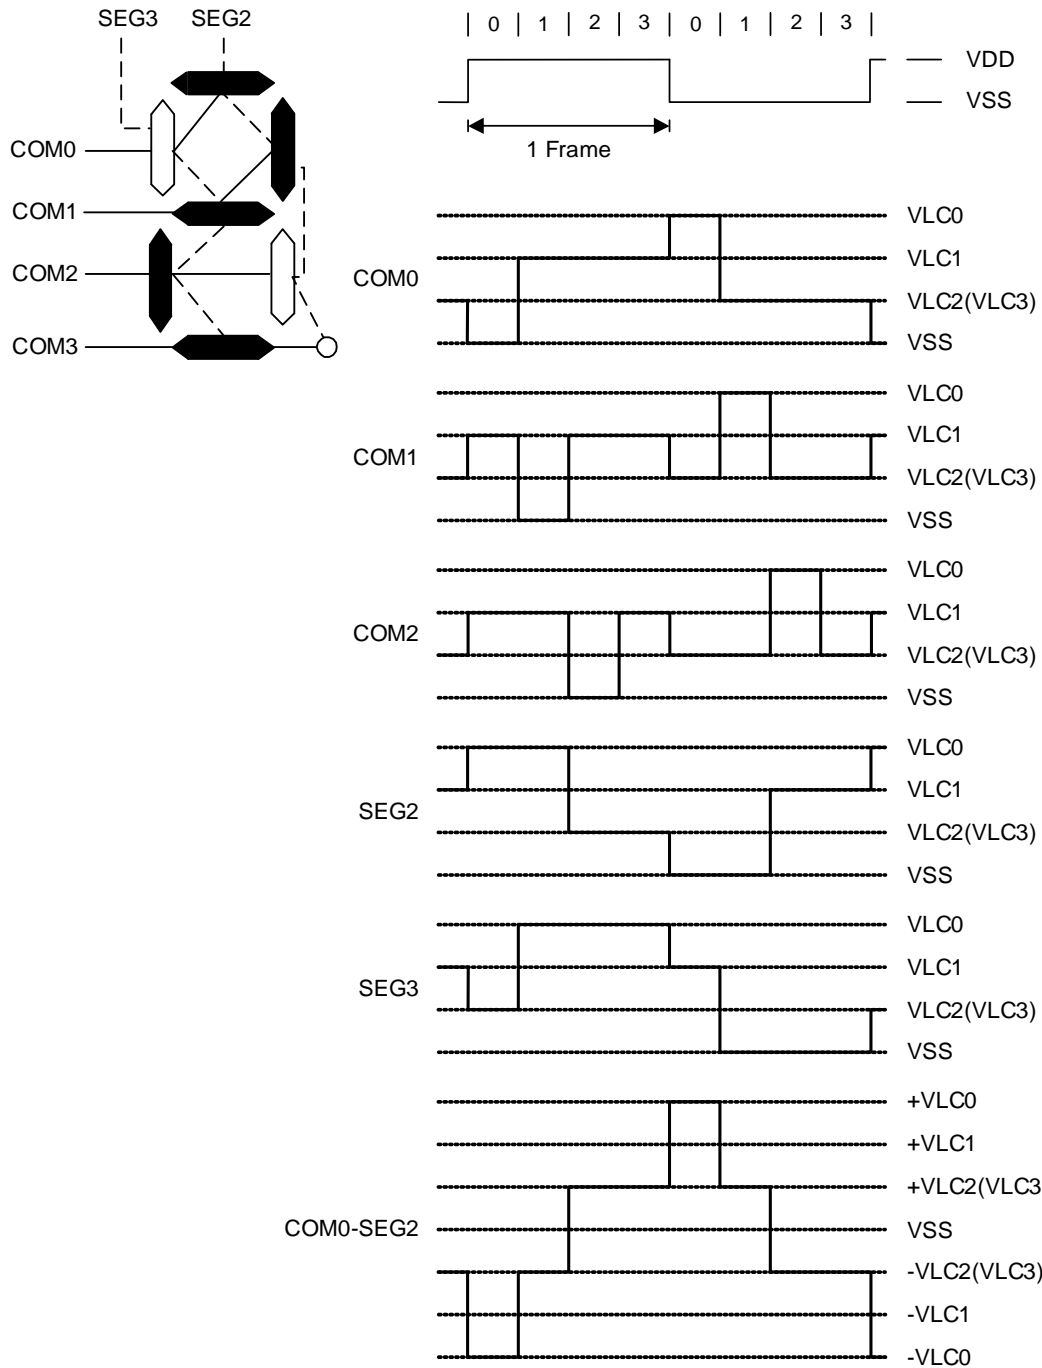 SEG3 SEG2
| 0 | 1 | 2 | 3 | 0 | 1 | 2 | 3 |
VDD
VSS
1 Frame
COM0
COM1
COM2
COM3
COM0
VLC0
VLC1
VLC2(VLC3)
VSS
COM1
VLC0
VLC1
VLC2(VLC3)
VSS
COM2
VLC0
VLC1
VLC2(VLC3)
VSS
SEG2
VLC0
VLC1
VLC2(VLC3)
VSS
SEG3
VLC0
VLC1
VLC2(VLC3)
VSS
COM0-SEG2
+VLC0
+VLC1
+VLC2(VLC3
VSS
-VLC2(VLC3)
-VLC1
-VLC0